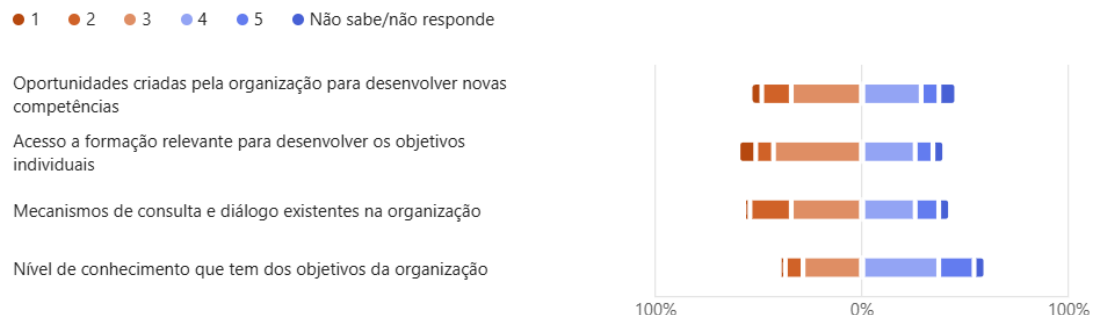 1 2 3 4 5 Não sabe/não responde
Oportunidades criadas pela organização para desenvolver novas
competências
Acesso a formação relevante para desenvolver os objetivos
individuais
Mecanismos de consulta e diálogo existentes na organização
Nível de conhecimento que tem dos objetivos da organização
100% 0% 100%